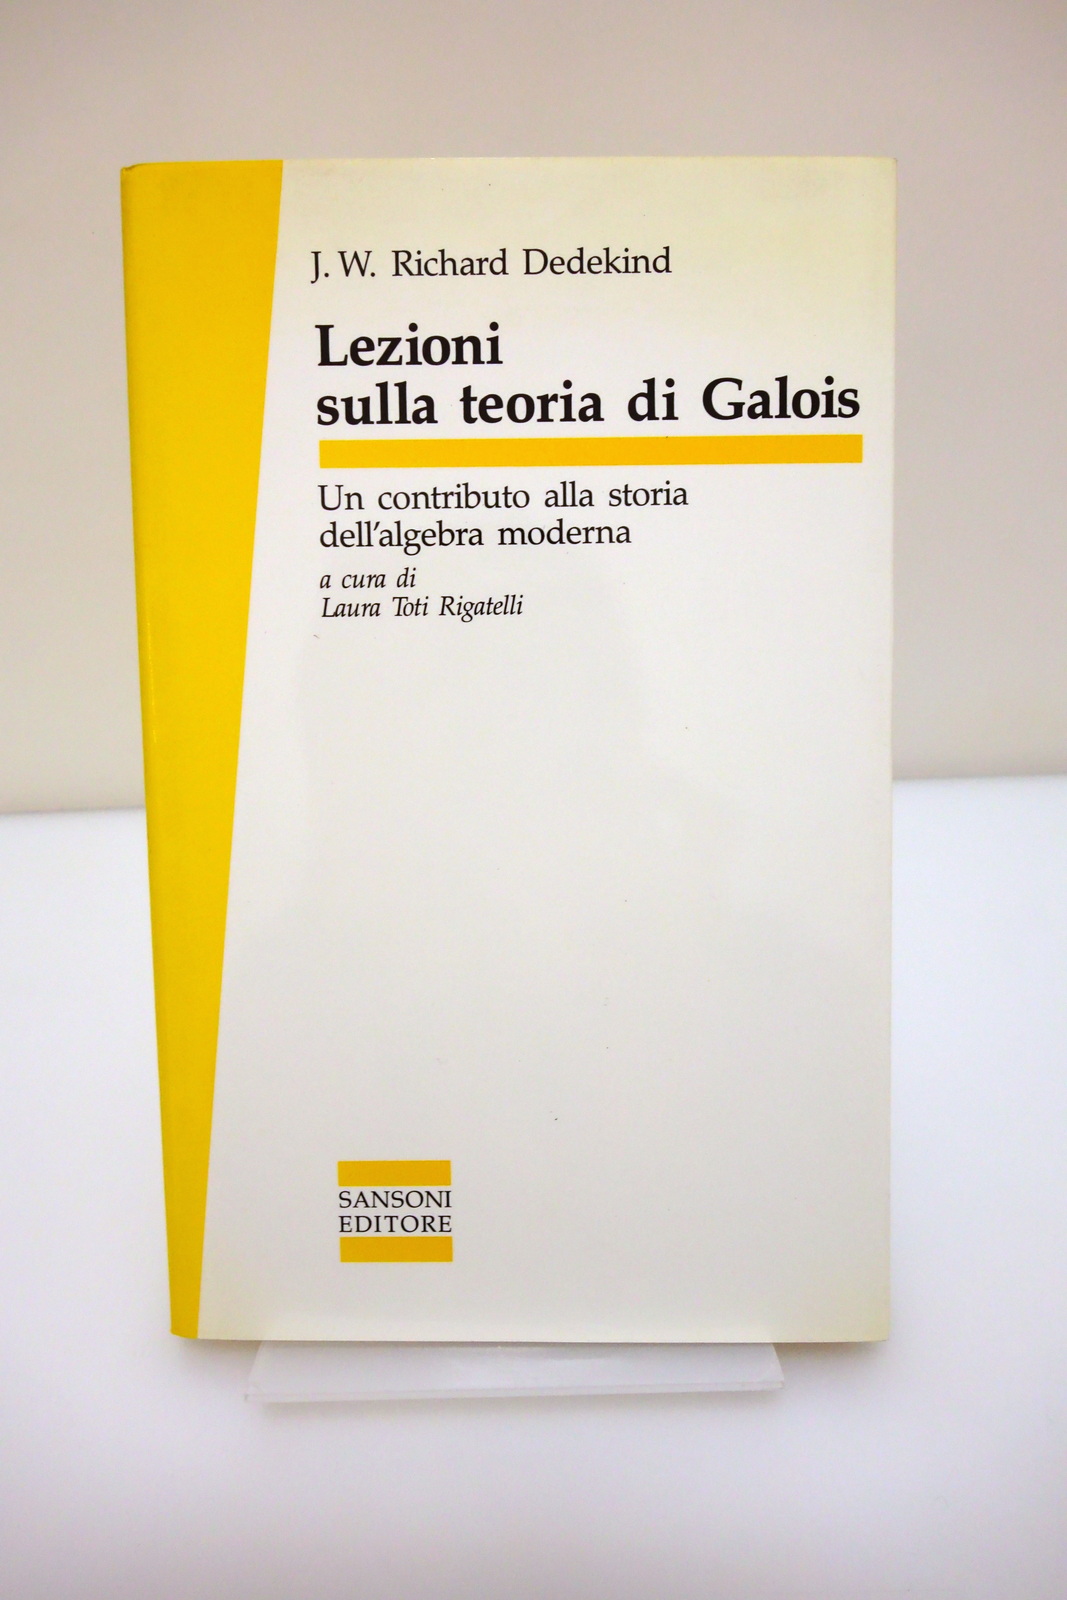 J. W. Richard Dedekind
Lezioni
sulla teoria di Galois
Un contributo alla storia
dell'algebra moderna
a cura di
Laura Toti Rigatelli
SANSONI
EDITORE